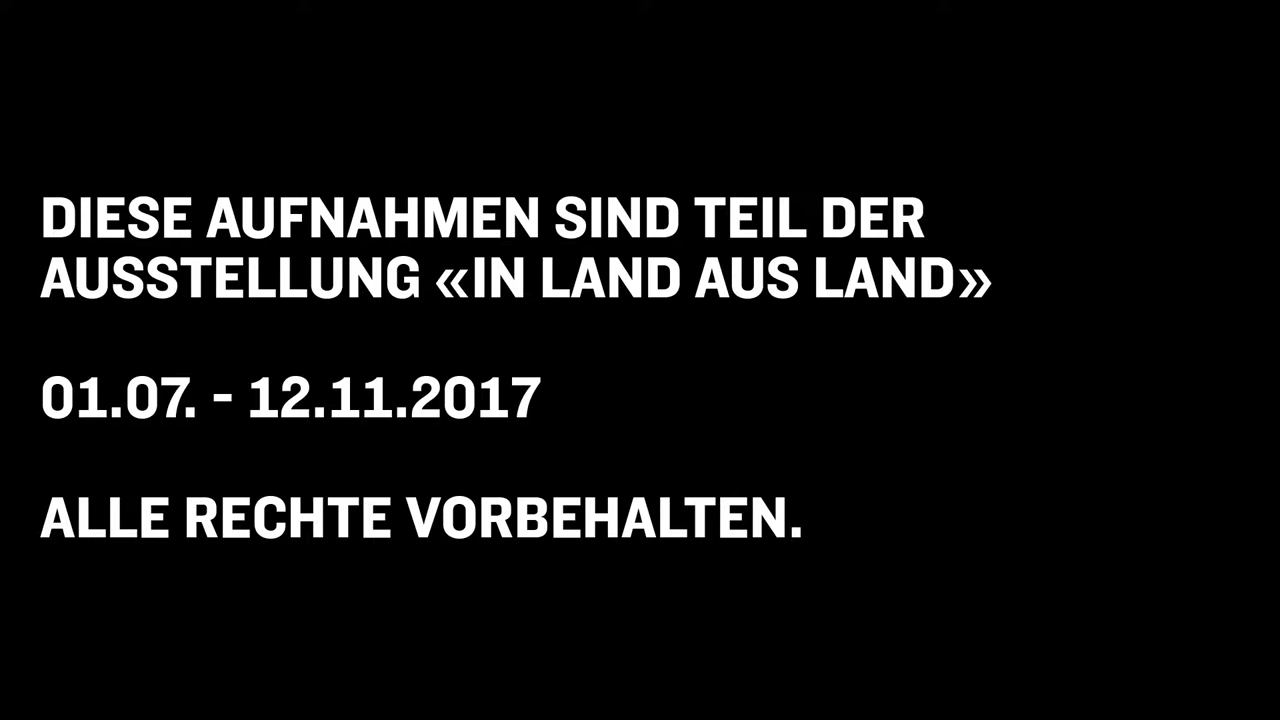 DIESE AUFNAHMEN SIND TEIL DER
AUSSTELLUNG «IN LAND AUS LAND»
01.07. - 12.11.2017
ALLE RECHTE VORBEHALTEN.